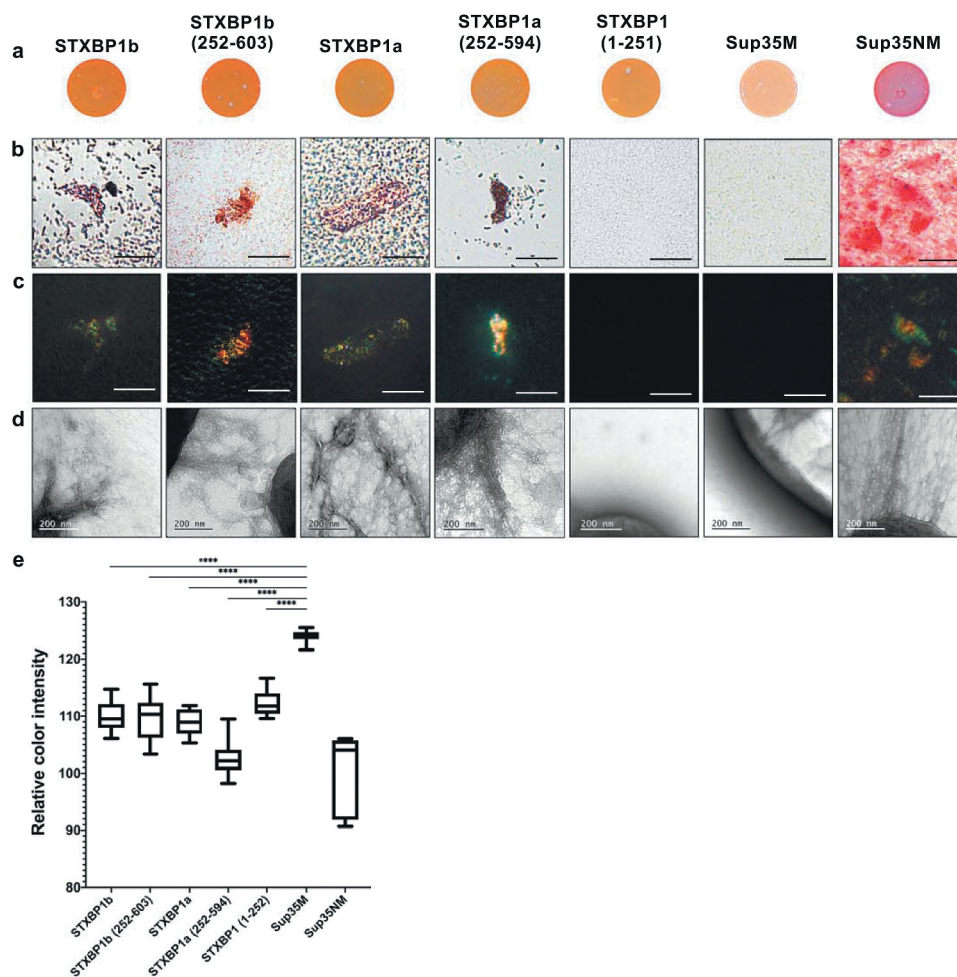 a
STXBP1b
STXBP1b
(252-603)
STXBP1a
STXBP1a
(252-594)
STXBP1
(1-251)
Sup35M
Sup35NM
b
c
d
200 nm
200 nm
200 nm
200 nm
200 nm
200 nm
200 nm
e
****
****
****
****
****
130
120
110
100
90
80
Relative color intensity
STXBP1b
STXBP1b (252-603)
STXBP1a
STXBP1a (252-594)
STXBP1 (1-252)
Sup35M
Sup35NM